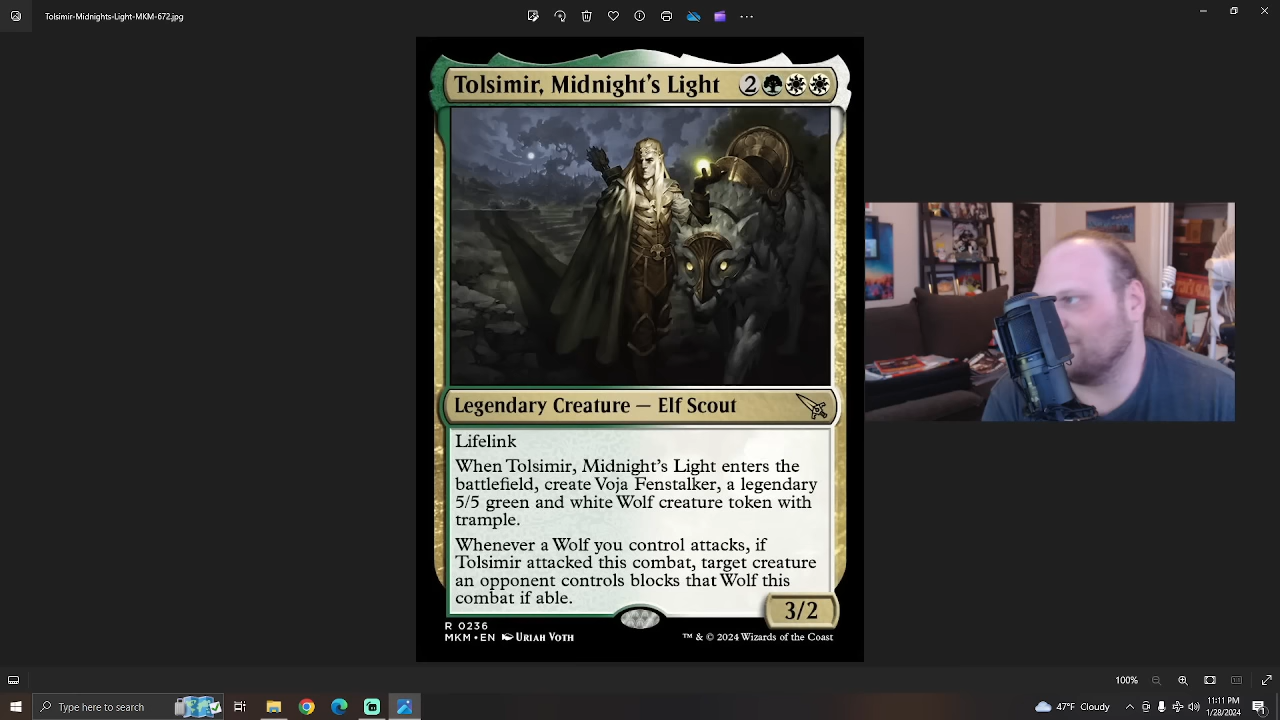 Tolsimir-Midnights-Light-MKM-672.jpg
Tolsimir, Midnight's Light 2
Legendary Creature — Elf Scout
Lifelink
When Tolsimir, Midnight's Light enters the
battlefield, create Voja Fenstalker, a legendary
5/5 green and white Wolf creature token with
trample.
Whenever a Wolf you control attacks, if
Tolsimir attacked this combat, target creature
an opponent controls blocks that Wolf this
combat if able.
3/2
R 0236
MKM • EN Uriah Voth
™ & © 2024 Wizards of the Coast
100%
Type here to search
47°F
11:11 PM
1/28/2024